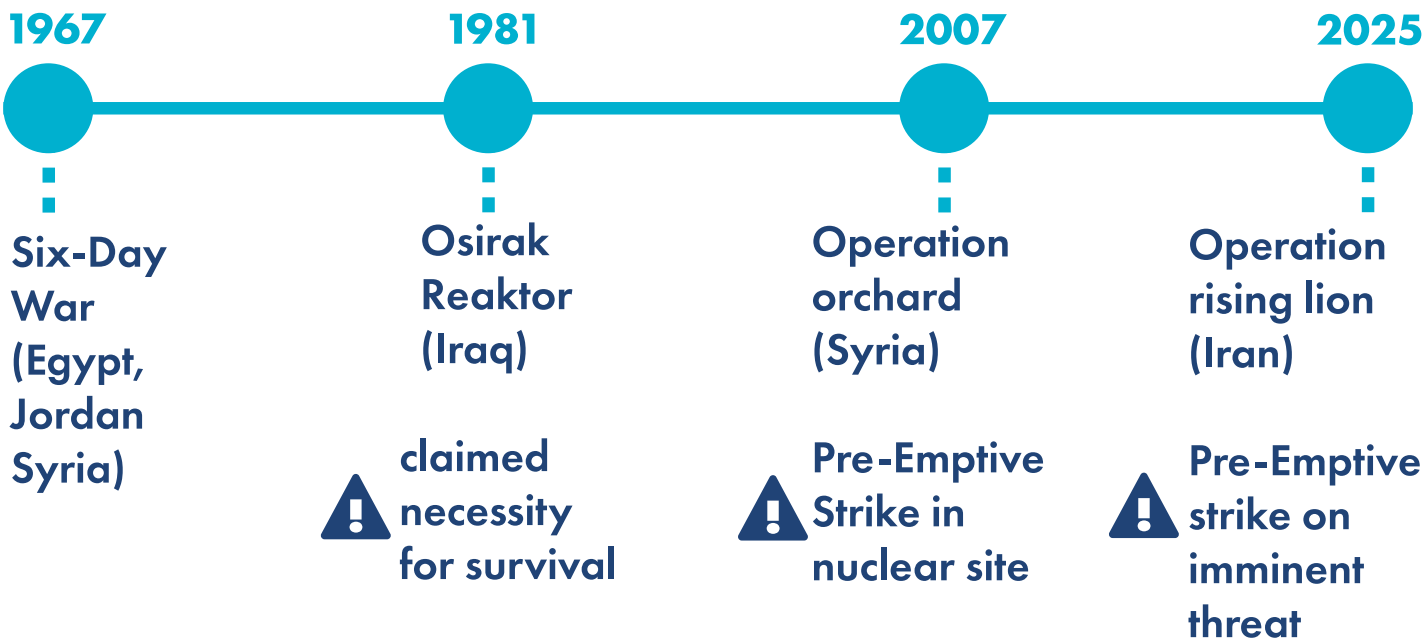 1967
1981
2007
2025
Six-Day
War
(Egypt,
Jordan
Syria)
Osirak
Reaktor
(Iraq)
claimed
necessity
for survival
Operation
orchard
(Syria)
Pre-Emptive
Strike in
nuclear site
Operation
rising lion
(Iran)
Pre-Emptive
strike on
imminent
threat